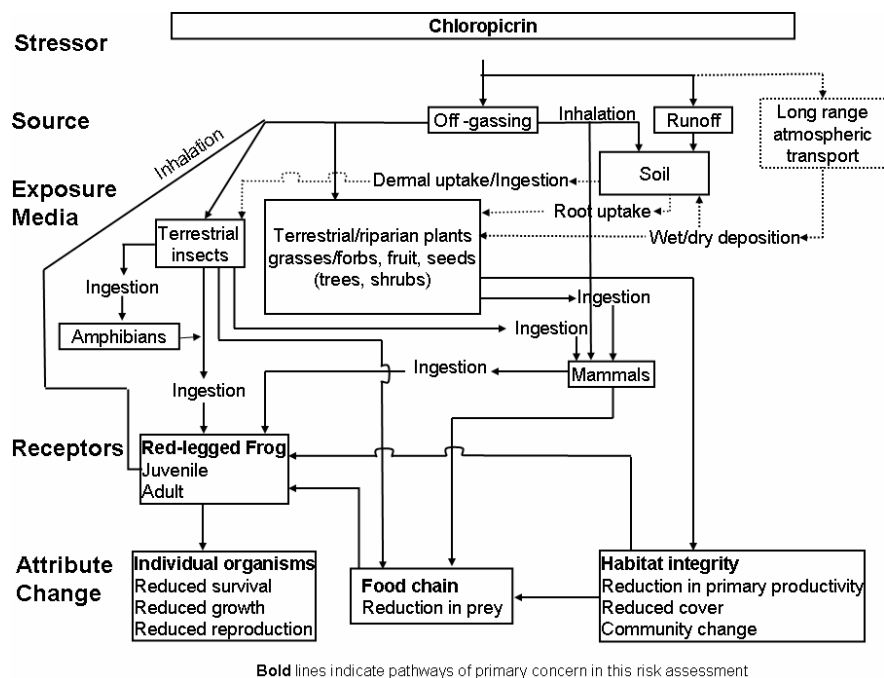 Chloropicrin
Stressor
Source
Off -gassing
Inhalation
Runoff
Long range
atmospheric
transport
Inhalation
Exposure
Media
Dermal uptake/Ingestion
Soil
Root uptake
Wet/dry deposition
Terrestrial
insects
Terrestrial/riparian plants
grasses/forbs, fruit, seeds
(trees, shrubs)
Ingestion
Ingestion
Amphibians
Ingestion
Ingestion
Ingestion
Mammals
Receptors
Red-legged Frog
Juvenile
Adult
Attribute
Change
Individual organisms
Reduced survival
Reduced growth
Reduced reproduction
Food chain
Reduction in prey
Habitat integrity
Reduction in primary productivity
Reduced cover
Community change
Bold lines indicate pathways of primary concern in this risk assessment